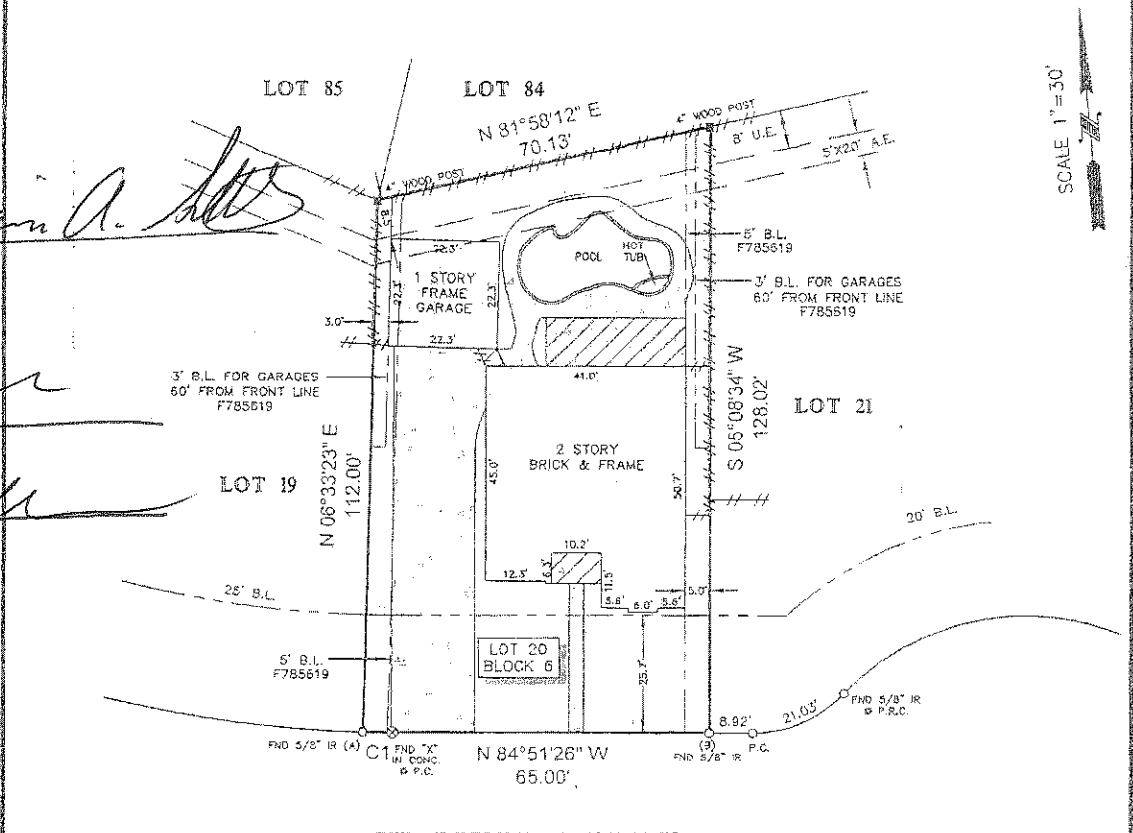 LOT 85
LOT 84
N 81°58'12" E
70.13'
4" WOOD POST
4" WOOD POST
8' U.E.
5'X20' A.E.
SCALE 1"=30'
N
8.5'
22.3'
1 STORY
FRAME
GARAGE
22.3'
22.3'
22.3'
3.0'
POOL
HOT
TUB
5' B.L.
F785619
3' B.L. FOR GARAGES
60' FROM FRONT LINE
F785619
3' B.L. FOR GARAGES
60' FROM FRONT LINE
F785619
41.0'
S 05°08'34" W
128.02'
LOT 21
LOT 19
N 06°33'23" E
112.00'
2 STORY
BRICK & FRAME
45.0'
50.7'
10.2'
6.3'
12.3'
11.5'
5.6'
6.0'
5.6'
5.0'
20' B.L.
25' B.L.
LOT 20
BLOCK 6
25.7'
5' B.L.
F785619
FND 5/8" IR (A)
C1
FND "X"
IN CONC.
@ P.C.
N 84°51'26" W
65.00'
(B)
FND 5/8" IR
8.92'
P.C.
21.03'
FND 5/8" IR
@ P.R.C.